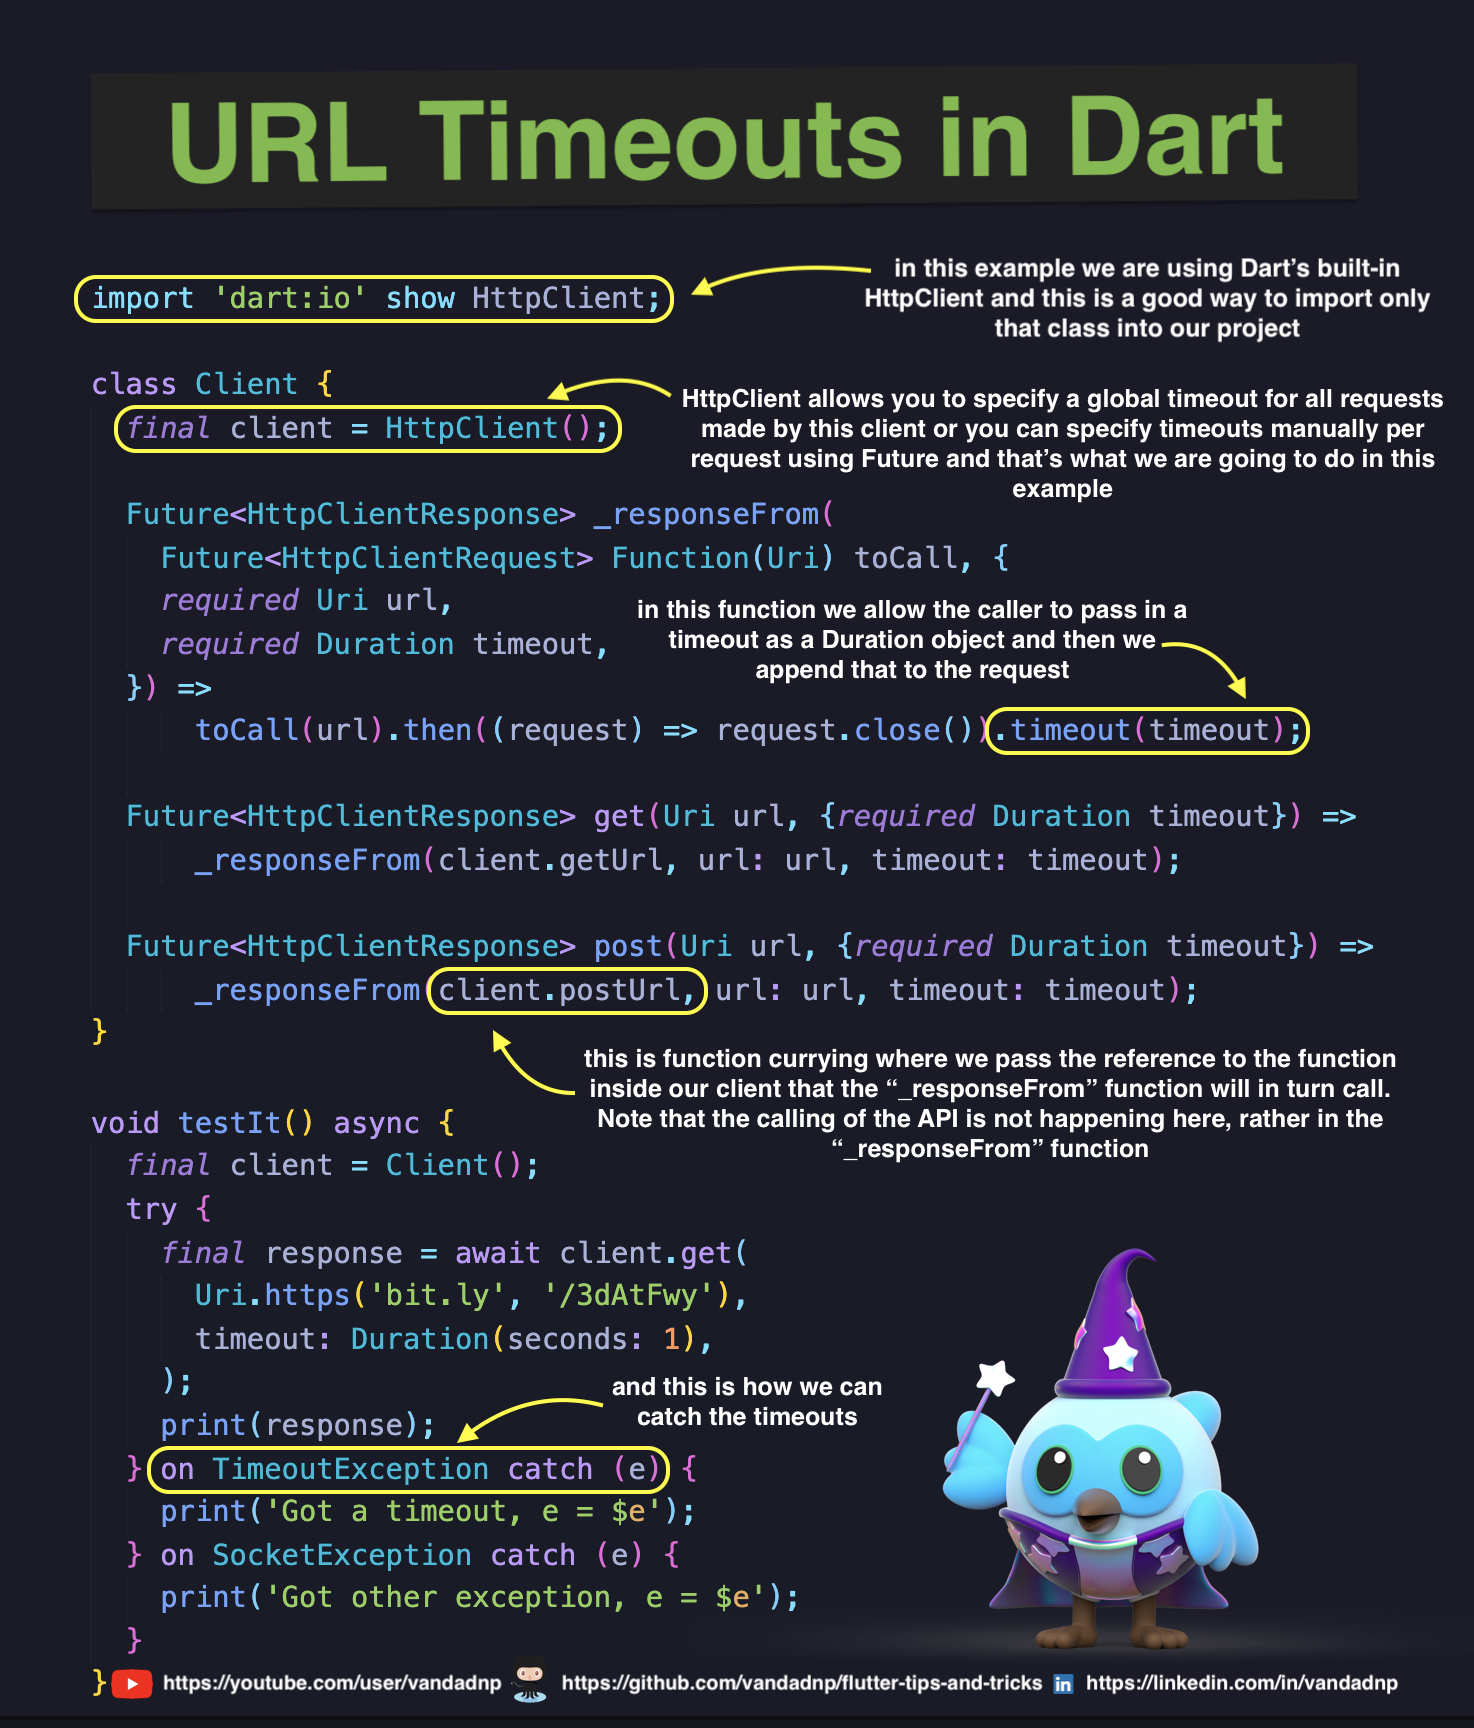 URL Timeouts in Dart
import 'dart:io' show HttpClient;
in this example we are using Dart’s built-in
HttpClient and this is a good way to import only
that class into our project
class Client {
final client = HttpClient();
HttpClient allows you to specify a global timeout for all requests
made by this client or you can specify timeouts manually per
request using Future and that’s what we are going to do in this
example
Future<HttpClientResponse> _responseFrom(
Future<HttpClientRequest> Function(Uri) toCall, {
required Uri url,
required Duration timeout,
}) =>
in this function we allow the caller to pass in a
timeout as a Duration object and then we
append that to the request
toCall(url).then((request) => request.close()).timeout(timeout);
Future<HttpClientResponse> get(Uri url, {required Duration timeout}) =>
_responseFrom(client.getUrl, url: url, timeout: timeout);
Future<HttpClientResponse> post(Uri url, {required Duration timeout}) =>
_responseFrom(client.postUrl, url: url, timeout: timeout);
}
this is function currying where we pass the reference to the function
inside our client that the “_responseFrom” function will in turn call.
Note that the calling of the API is not happening here, rather in the
“_responseFrom” function
void testIt() async {
final client = Client();
try {
final response = await client.get(
Uri.https('bit.ly', '/3dAtFwy'),
timeout: Duration(seconds: 1),
);
print(response);
and this is how we can
catch the timeouts
} on TimeoutException catch (e) {
print('Got a timeout, e = $e');
} on SocketException catch (e) {
print('Got other exception, e = $e');
}
}
https://youtube.com/user/vandadnp
https://github.com/vandadnp/flutter-tips-and-tricks
in
https://linkedin.com/in/vandadnp